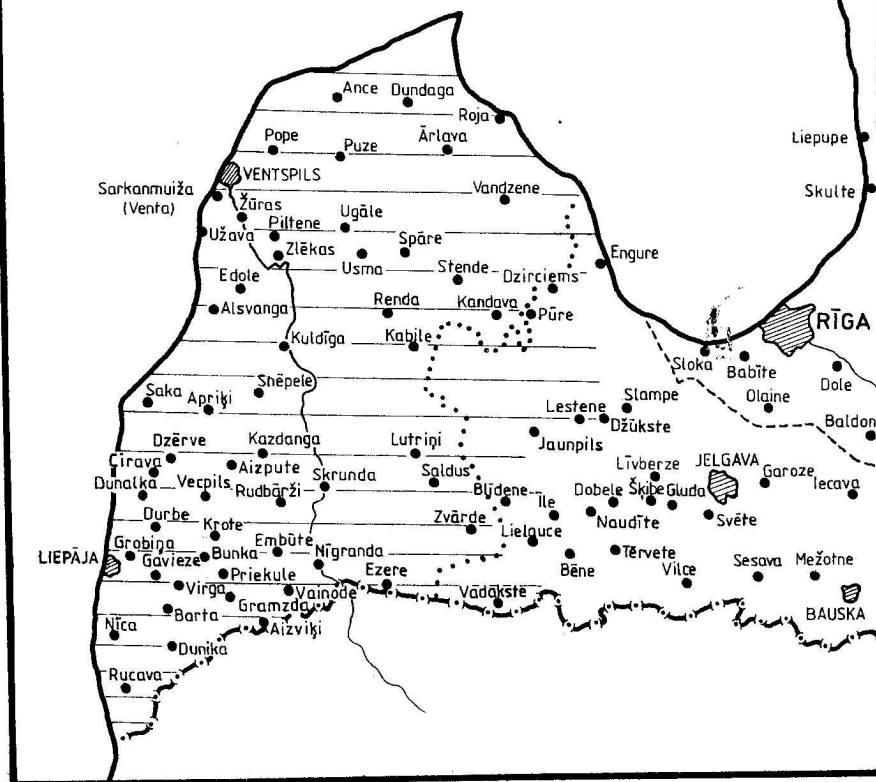 Ance
Dundaga
Roja
Pope
Puze
Ārlava
Liepupe
VENTSPILS
Sarkanmuiža
(Venta)
Vandzene
Skulte
Žūras
Užava
Piltene
Ugāle
Zlēkas
Usma
Spāre
Engure
Stende
Dzirciems
Edole
Alsvanga
Renda
Kandava
Pūre
RĪGA
Kuldīga
Kabile
Sloka
Babīte
Dole
Snēpele
Saka
Apriķi
Slampe
Olaine
Lestene
Džūkste
Baldon
Jaunpils
Dzērve
Kazdanga
Lutriņi
Cīrava
Aizpute
Līvberze
JELGAVA
Garoze
Dunalka
Vecpils
Rudbārži
Skrunda
Saldus
Blīdene
Īle
Dobele
Šķibe
Gluda
Iecava
Durbe
Krote
Zvārde
Lielauce
Naudīte
Svēte
Grobiņa
LIEPĀJA
Gavieze
Bunka
Embūte
Nīgranda
Bēne
Tērvete
Vilce
Sesava
Mežotne
Priekule
Virga
Vaiņode
Ezere
Vadakste
BAUSKA
Barta
Gramzda
Nīca
Aizviķi
Dunika
Rucava